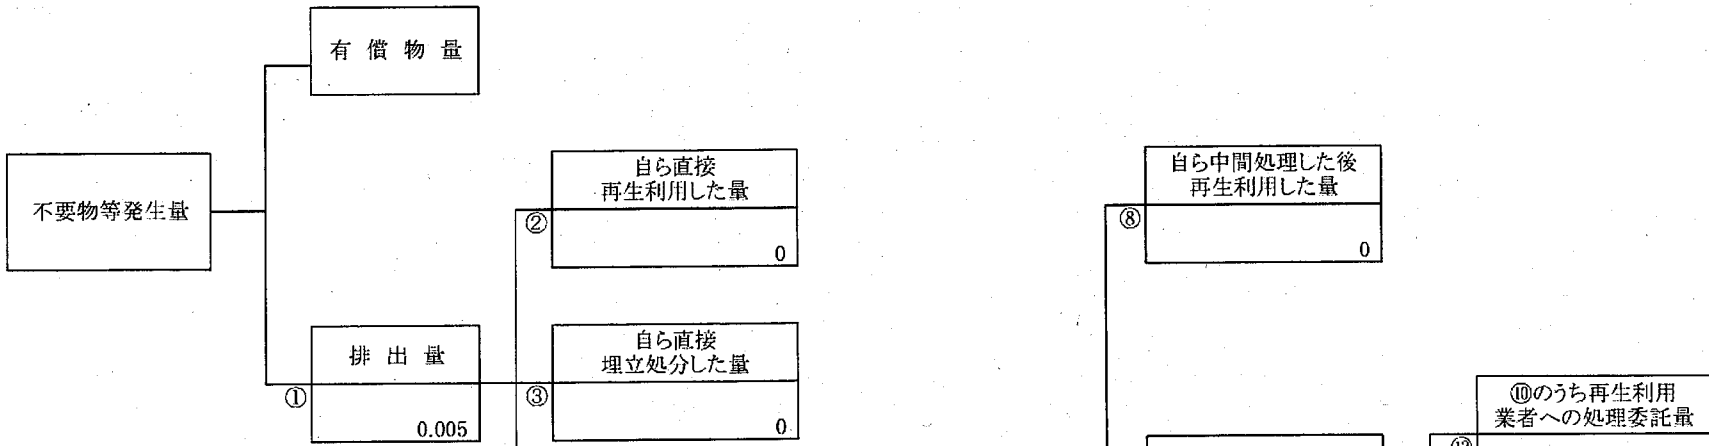 有償物量
不要物等発生量
自ら直接
再生利用した量
②
0
自ら中間処理した後
再生利用した量
⑧
0
排出量
①
0.005
自ら直接
埋立処分した量
③
0
⑩のうち再生利用
業者への処理委託量